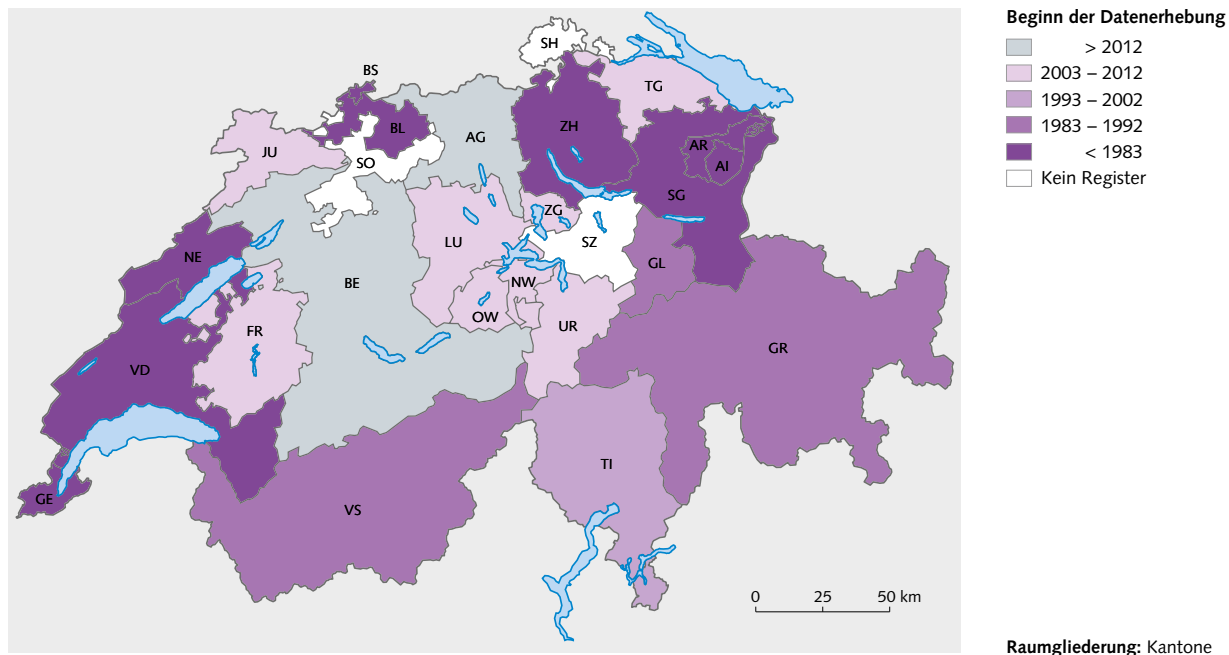 Beginn der Datenerhebung
> 2012
2003 – 2012
1993 – 2002
1983 – 1992
< 1983
Kein Register
SH
BS
TG
BL
ZH
AG
AR
JU
SO
AI
SG
ZG
LU
SZ
NE
GL
BE
NW
OW
UR
FR
GR
VD
TI
GE
VS
0 25 50 km
Raumgliederung: Kantone